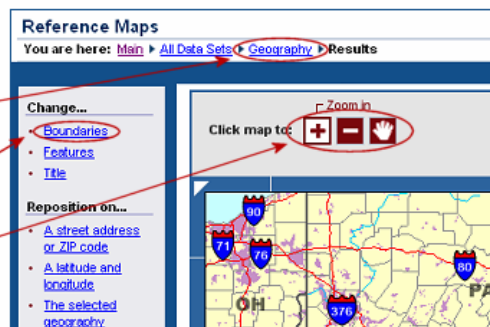 Reference Maps
You are here: Main ▸ All Data Sets ▸ Geography ▸ Results
Change...
• Boundaries
• Features
• Title
Reposition on...
• A street address
or ZIP code
• A latitude and
longitude
• The selected
geography
Zoom in
Click map to:
90
71
76
80
OH
PA
376